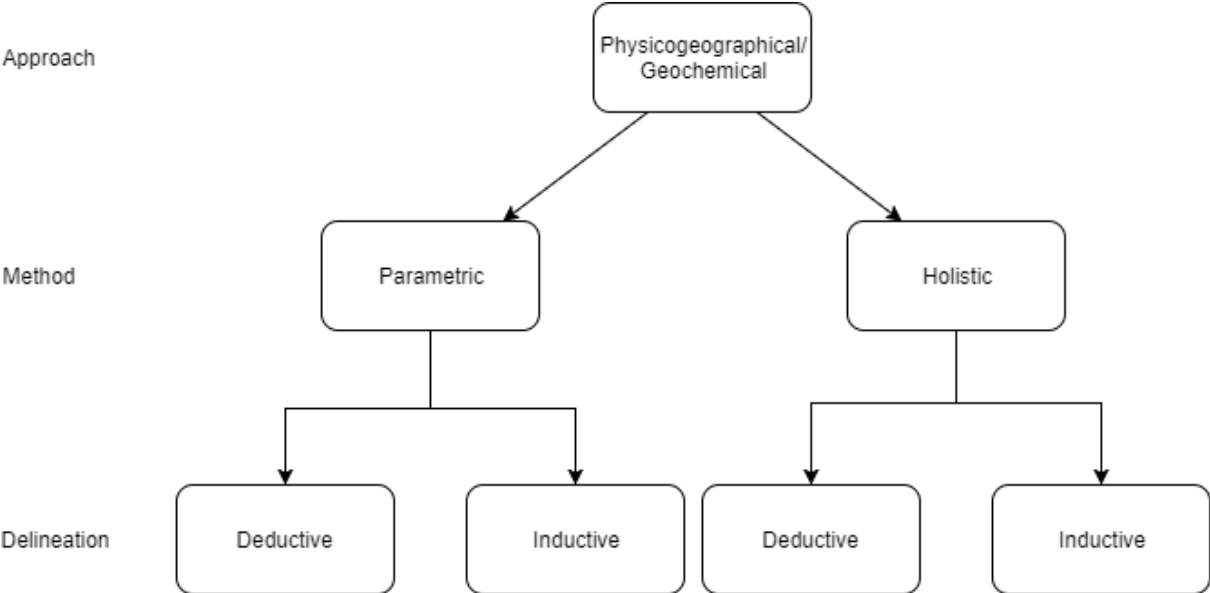 Approach
Physicogeographical/
Geochemical
Method
Parametric
Holistic
Delineation
Deductive
Inductive
Deductive
Inductive